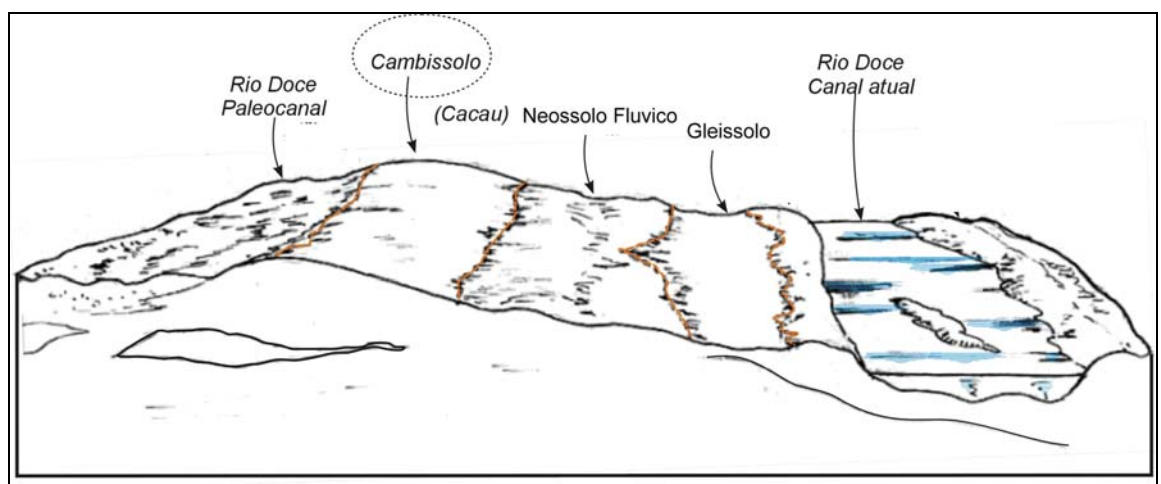 Cambissolo
Rio Doce
Paleocanal
(Cacau)
Neossolo Fluvico
Gleissolo
Rio Doce
Canal atual